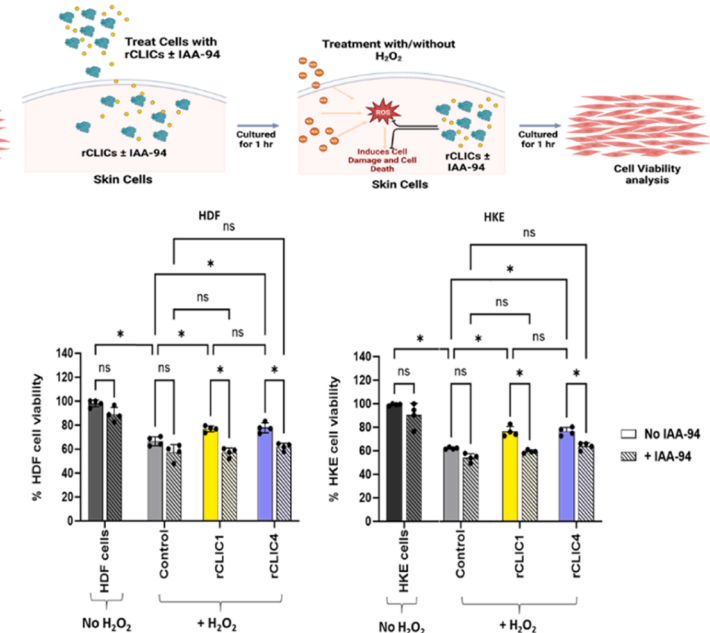 Treat Cells with
rCLICs ± IAA-94
rCLICs ± IAA-94
Skin Cells
Cultured
for 1 hr
Treatment with/without
H₂O₂
ROS
Induces Cell
Damage and Cell
Death
rCLICs ±
IAA-94
Skin Cells
Cultured
for 1 hr
Cell Viability
analysis
HDF
ns
*
ns
* * ns
ns ns * *
% HDF cell viability
140
120
100
80
60
40
20
0
HDF cells
Control
rCLIC1
rCLIC4
No H₂O₂
+ H₂O₂
HKE
ns
*
ns
* * ns
ns ns * *
% HKE cell viability
140
120
100
80
60
40
20
0
HKE cells
Control
rCLIC1
rCLIC4
No H₂O₂
+ H₂O₂
No IAA-94
+ IAA-94